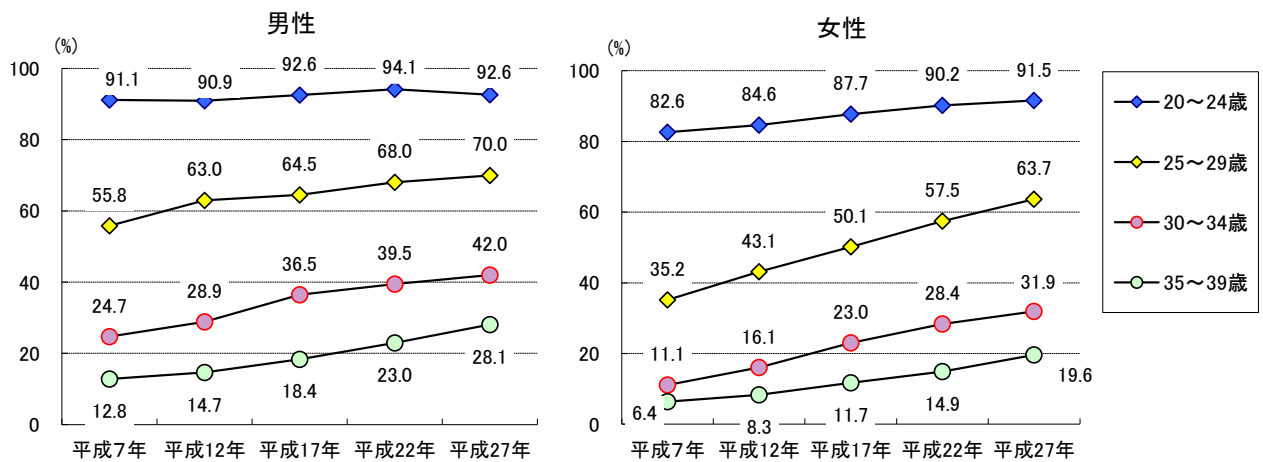 男性
(%)
100
80
60
40
20
0
91.1 90.9 92.6 94.1 92.6
55.8 63.0 64.5 68.0 70.0
24.7 28.9 36.5 39.5 42.0
12.8 14.7 18.4 23.0 28.1
平成7年 平成12年 平成17年 平成22年 平成27年
女性
(%)
100
80
60
40
20
0
82.6 84.6 87.7 90.2 91.5
35.2 43.1 50.1 57.5 63.7
11.1 16.1 23.0 28.4 31.9
6.4 8.3 11.7 14.9 19.6
平成7年 平成12年 平成17年 平成22年 平成27年
20～24歳
25～29歳
30～34歳
35～39歳